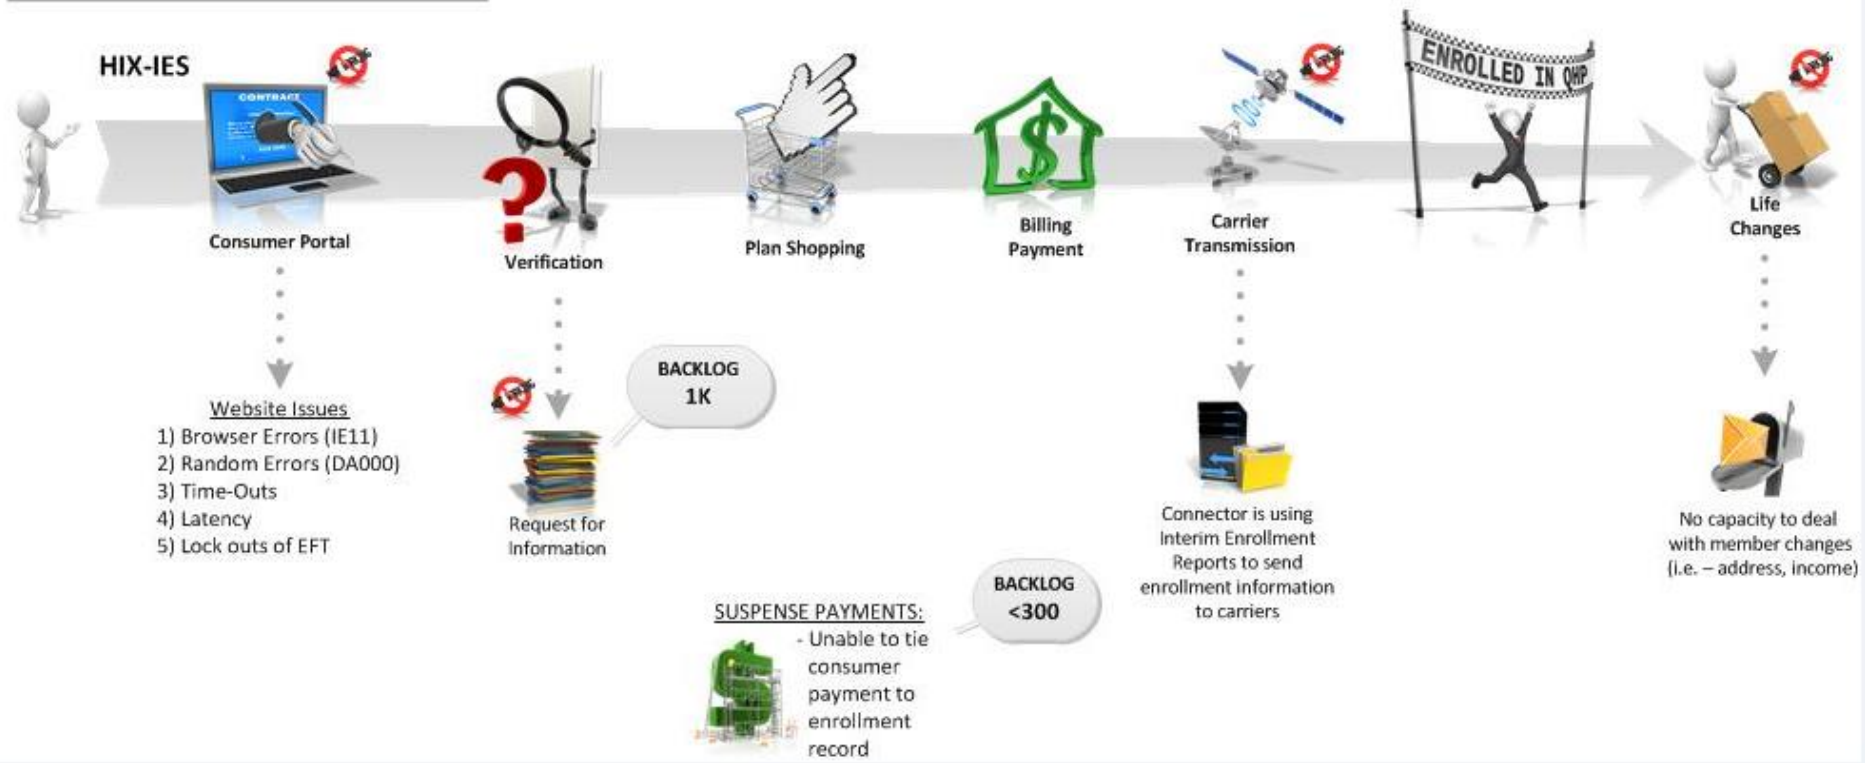 HIX-IES
CONTRACT
ENROLLED IN QHP
Consumer Portal
Verification
Plan Shopping
Billing
Payment
Carrier
Transmission
Life
Changes
Website Issues
1) Browser Errors (IE11)
2) Random Errors (DA000)
3) Time-Outs
4) Latency
5) Lock outs of EFT
BACKLOG
1K
Request for
Information
SUSPENSE PAYMENTS:
- Unable to tie
consumer
payment to
enrollment
record
BACKLOG
<300
Connector is using
Interim Enrollment
Reports to send
enrollment information
to carriers
No capacity to deal
with member changes
(i.e. – address, income)